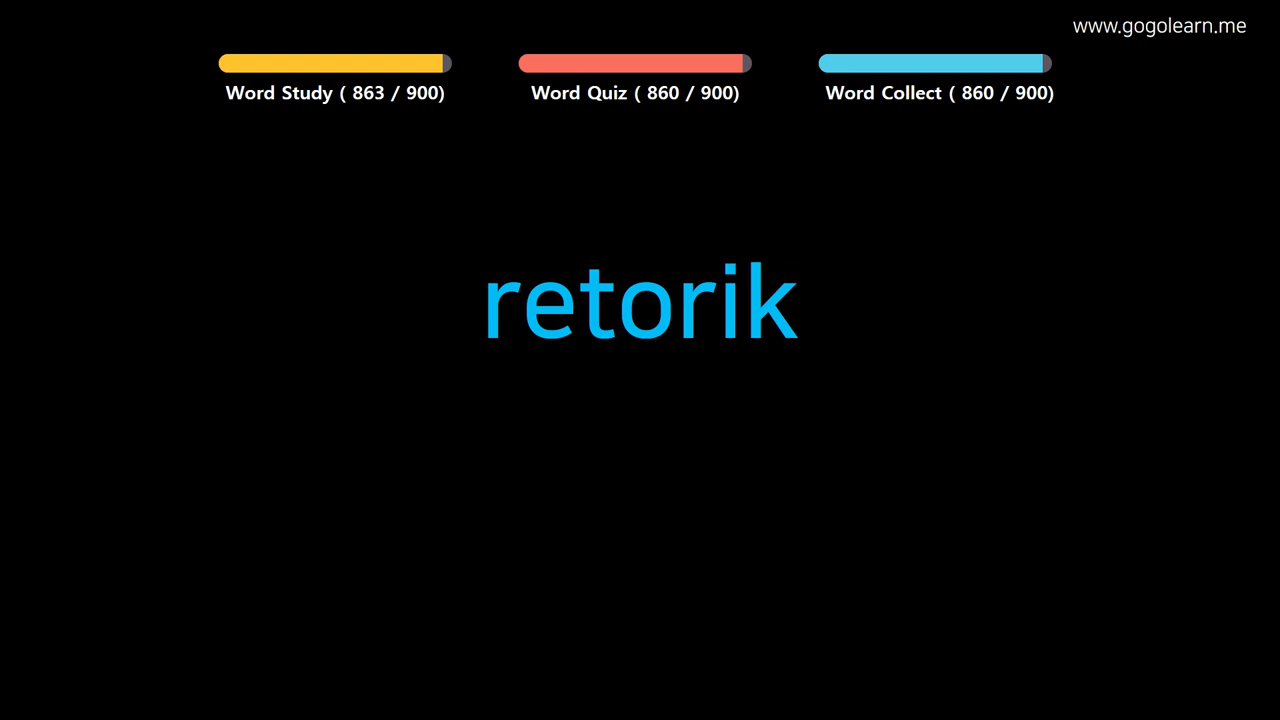 www.gogolearn.me
Word Study ( 863 / 900)
Word Quiz ( 860 / 900)
Word Collect ( 860 / 900)
retorik